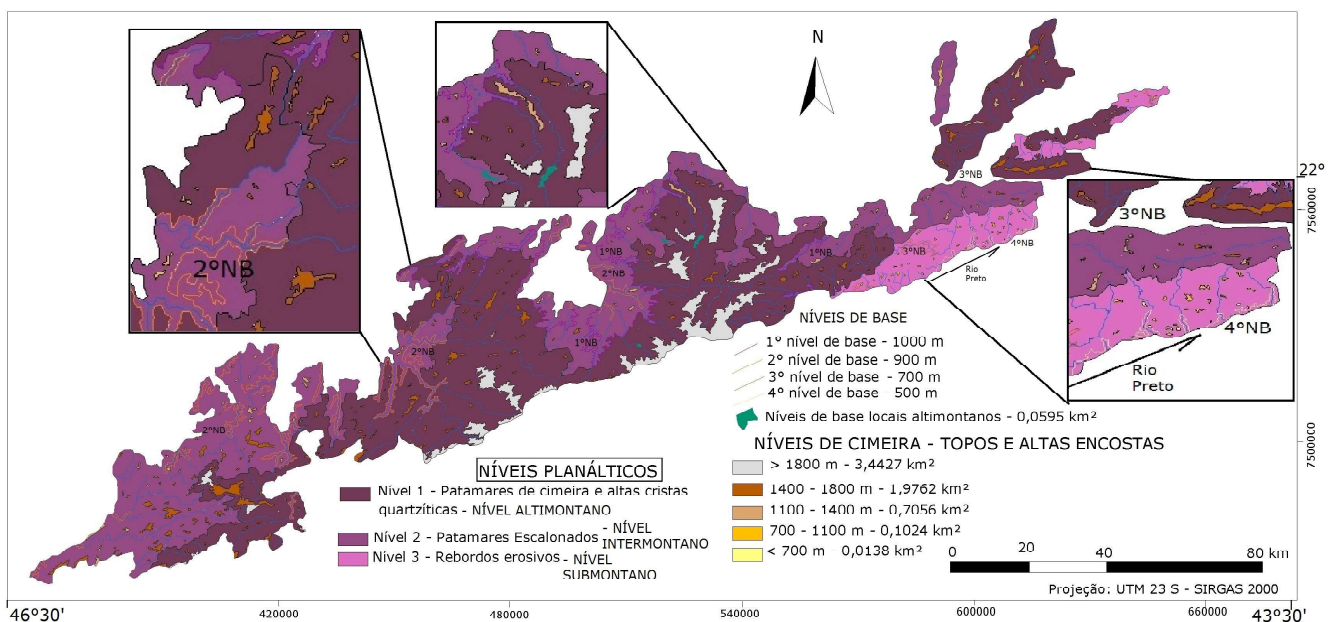 N
2°NB
3°NB
22°
7560000
1°NB
2°NB
1°NB
3°NB
4°NB
Rio
Preto
3°NB
4°NB
Rio
Preto
1°NB
2°NB
2°NB
7500000
NÍVEIS DE BASE
1º nível de base - 1000 m
2º nível de base - 900 m
3º nível de base - 700 m
4º nível de base - 500 m
Níveis de base locais altimontanos - 0,0595 km²
NÍVEIS DE CIMEIRA - TOPOS E ALTAS ENCOSTAS
> 1800 m - 3,4427 km²
1400 - 1800 m - 1,9762 km²
1100 - 1400 m - 0,7056 km²
700 - 1100 m - 0,1024 km²
< 700 m - 0,0138 km²
NÍVEIS PLANÁLTICOS
Nível 1 - Patamares de cimeira e altas cristas
quartzíticas - NÍVEL ALTIMONTANO
Nível 2 - Patamares Escalonados - NÍVEL
INTERMONTANO
Nível 3 - Rebordos erosivos - NÍVEL
SUBMONTANO
0 20 40 80 km
Projeção: UTM 23 S - SIRGAS 2000
46°30' 420000 480000 540000 600000 660000 43°30'